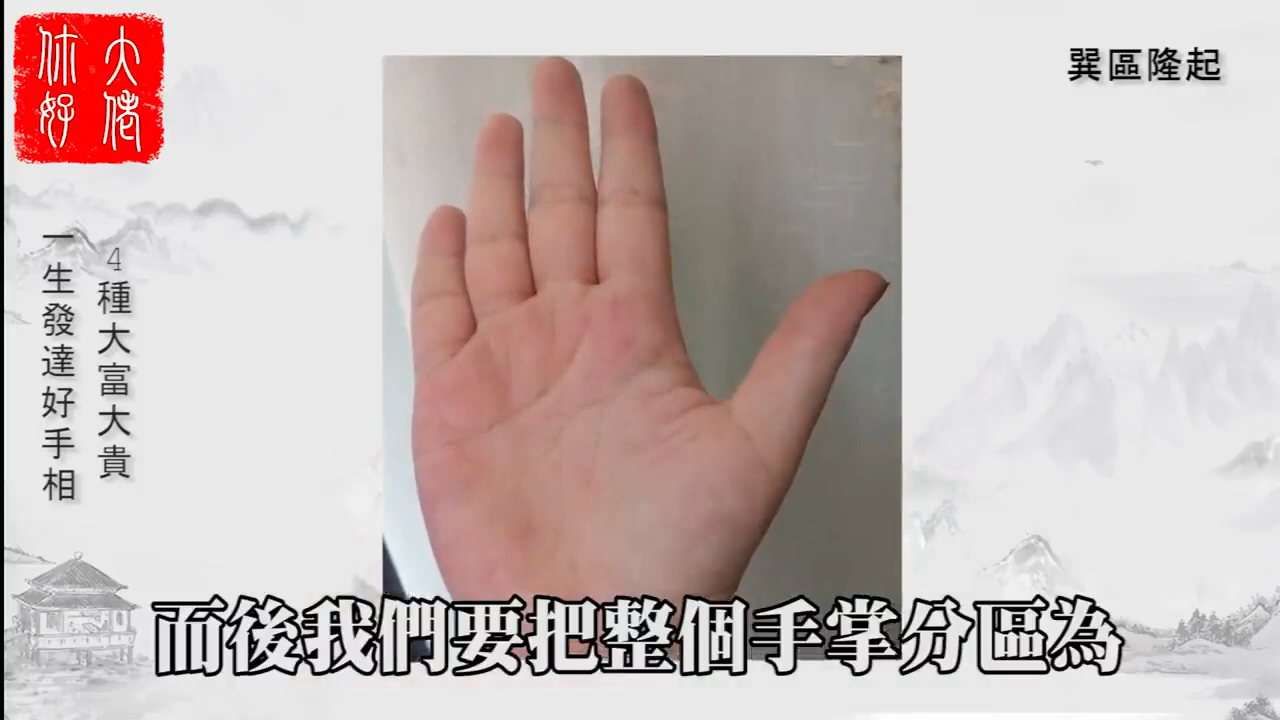 大佬
休好
巽區隆起
4種大富大貴
一生發達好手相
而後我們要把整個手掌分區為